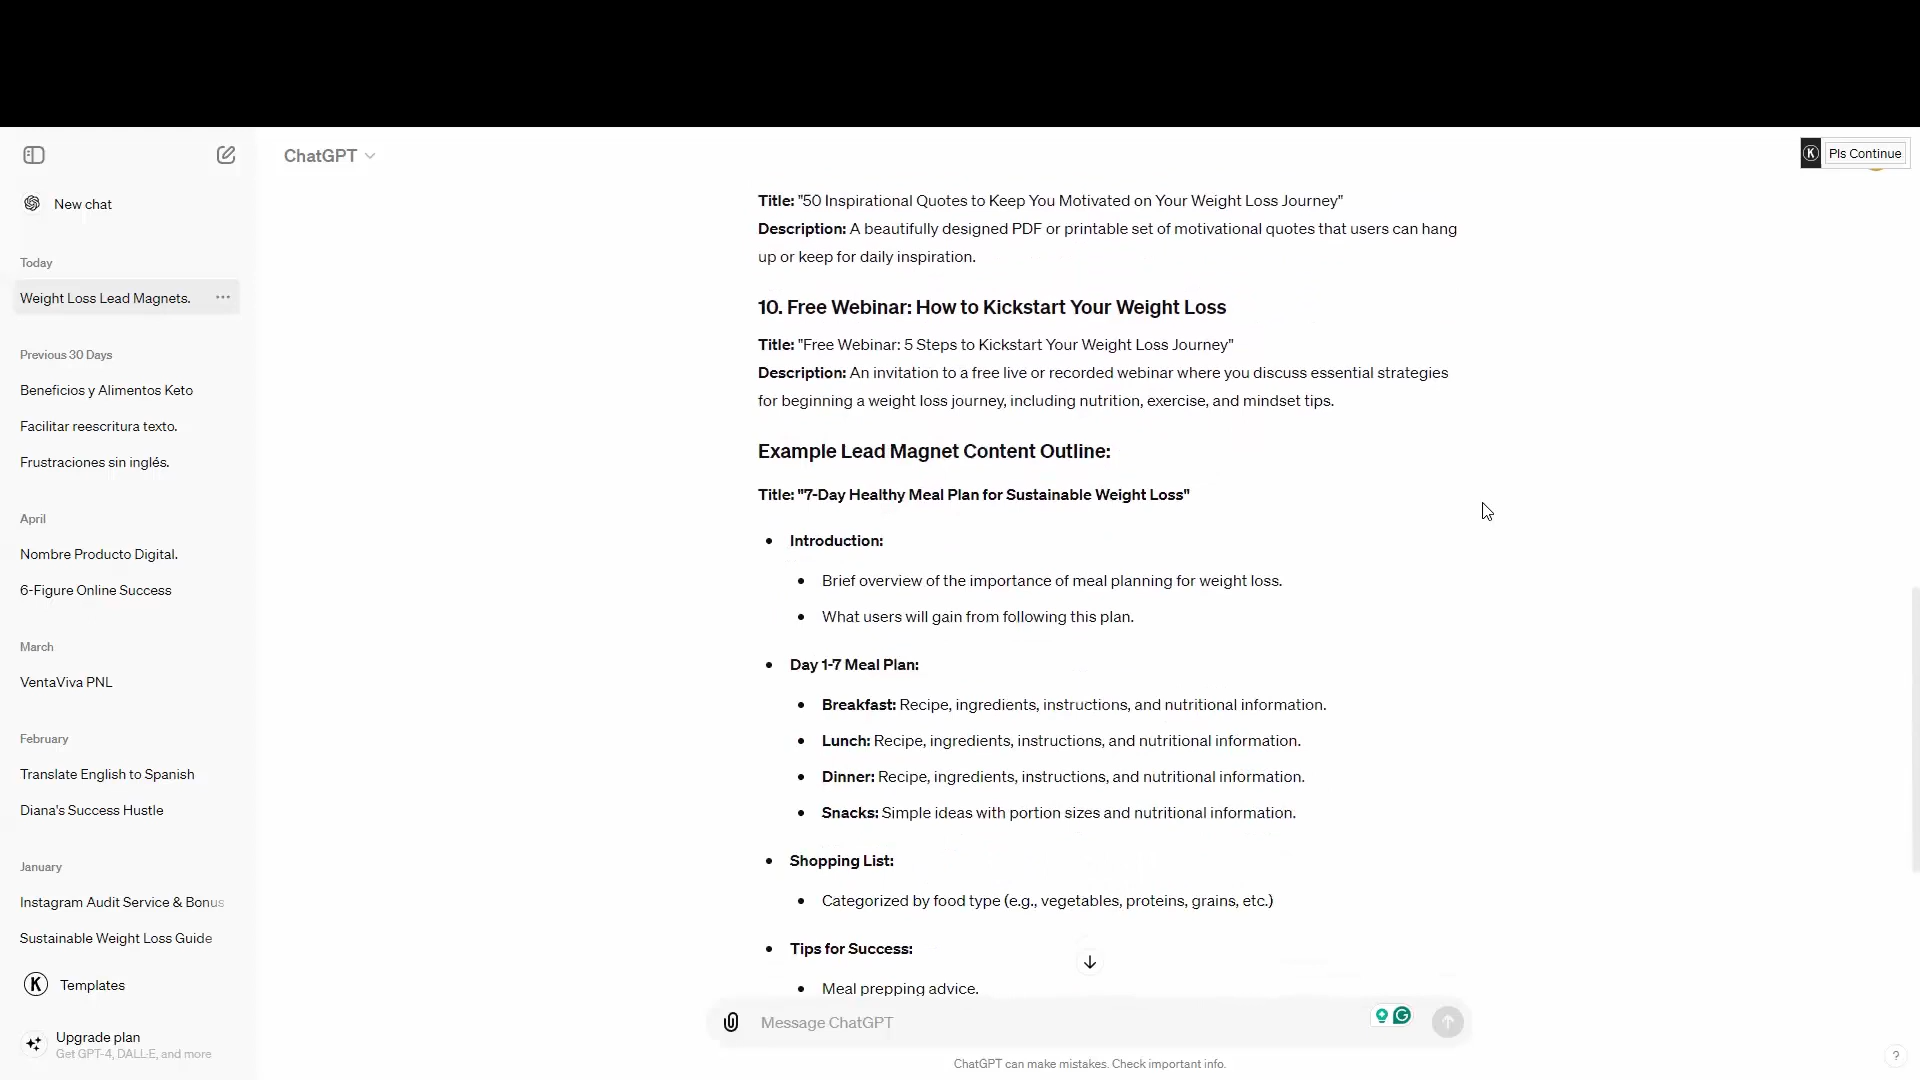 ChatGPT
K Pls Continue
New chat
Today
Weight Loss Lead Magnets.
Previous 30 Days
Beneficios y Alimentos Keto
Facilitar reescritura texto.
Frustraciones sin inglés.
April
Nombre Producto Digital.
6-Figure Online Success
March
VentaViva PNL
February
Translate English to Spanish
Diana's Success Hustle
January
Instagram Audit Service & Bonus
Sustainable Weight Loss Guide
K Templates
Upgrade plan
Get GPT-4, DALL·E, and more
Title: "50 Inspirational Quotes to Keep You Motivated on Your Weight Loss Journey"
Description: A beautifully designed PDF or printable set of motivational quotes that users can hang
up or keep for daily inspiration.
10. Free Webinar: How to Kickstart Your Weight Loss
Title: "Free Webinar: 5 Steps to Kickstart Your Weight Loss Journey"
Description: An invitation to a free live or recorded webinar where you discuss essential strategies
for beginning a weight loss journey, including nutrition, exercise, and mindset tips.
Example Lead Magnet Content Outline:
Title: "7-Day Healthy Meal Plan for Sustainable Weight Loss"
• Introduction:
• Brief overview of the importance of meal planning for weight loss.
• What users will gain from following this plan.
• Day 1-7 Meal Plan:
• Breakfast: Recipe, ingredients, instructions, and nutritional information.
• Lunch: Recipe, ingredients, instructions, and nutritional information.
• Dinner: Recipe, ingredients, instructions, and nutritional information.
• Snacks: Simple ideas with portion sizes and nutritional information.
• Shopping List:
• Categorized by food type (e.g., vegetables, proteins, grains, etc.)
• Tips for Success:
• Meal prepping advice.
Message ChatGPT
ChatGPT can make mistakes. Check important info.
?